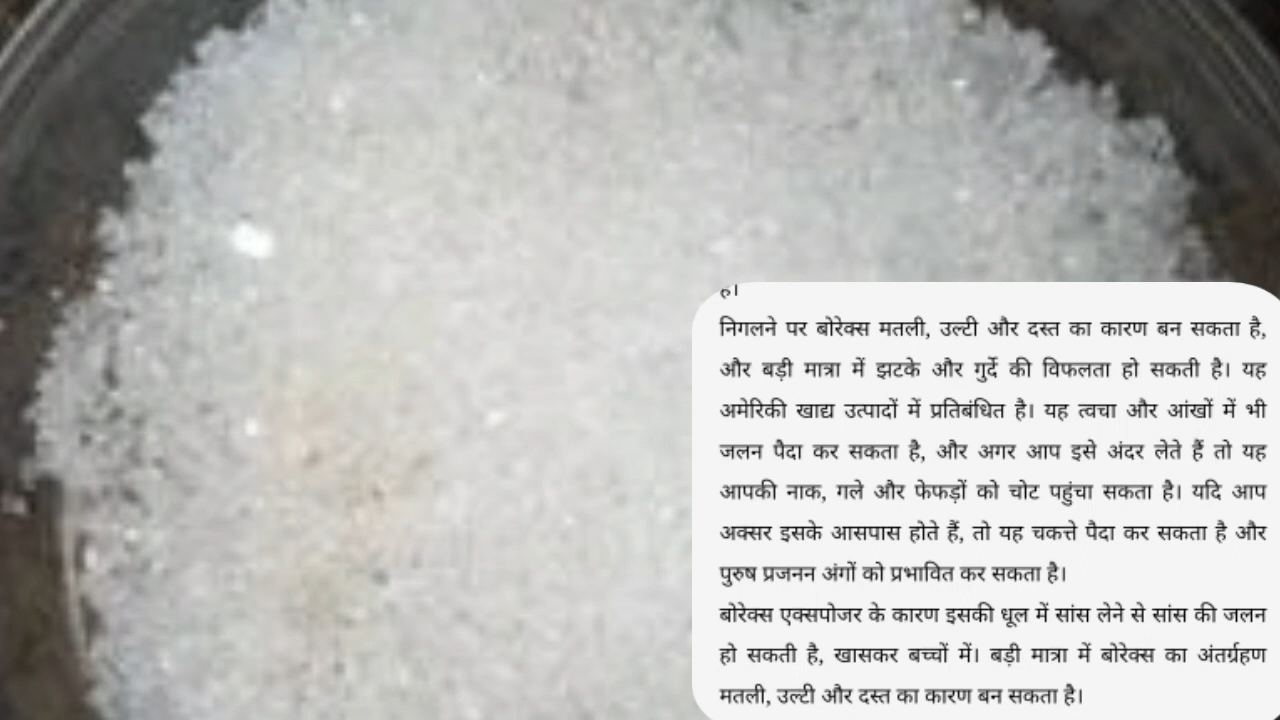 है।
निगलने पर बोरेक्स मतली, उल्टी और दस्त का कारण बन सकता है,
और बड़ी मात्रा में झटके और गुर्दे की विफलता हो सकती है। यह
अमेरिकी खाद्य उत्पादों में प्रतिबंधित है। यह त्वचा और आंखों में भी
जलन पैदा कर सकता है, और अगर आप इसे अंदर लेते हैं तो यह
आपकी नाक, गले और फेफड़ों को चोट पहुंचा सकता है। यदि आप
अक्सर इसके आसपास होते हैं, तो यह चकत्ते पैदा कर सकता है और
पुरुष प्रजनन अंगों को प्रभावित कर सकता है।
बोरेक्स एक्सपोजर के कारण इसकी धूल में सांस लेने से सांस की जलन
हो सकती है, खासकर बच्चों में। बड़ी मात्रा में बोरेक्स का अंतर्ग्रहण
मतली, उल्टी और दस्त का कारण बन सकता है।